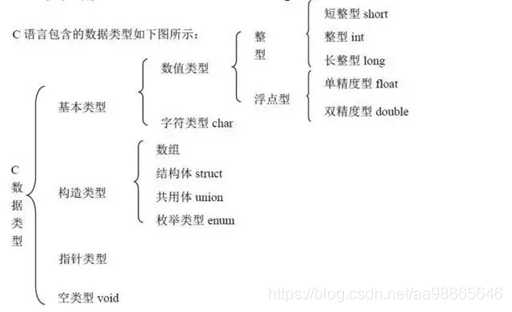 C 语言包含的数据类型如下图所示：
短整型 short
整型 int
长整型 long
整型
数值类型
单精度型 float
浮点型
双精度型 double
基本类型
字符类型 char
数组
结构体 struct
C数据类型
构造类型
共用体 union
枚举类型 enum
指针类型
空类型 void
https://blog.csdn.net/aa98865646